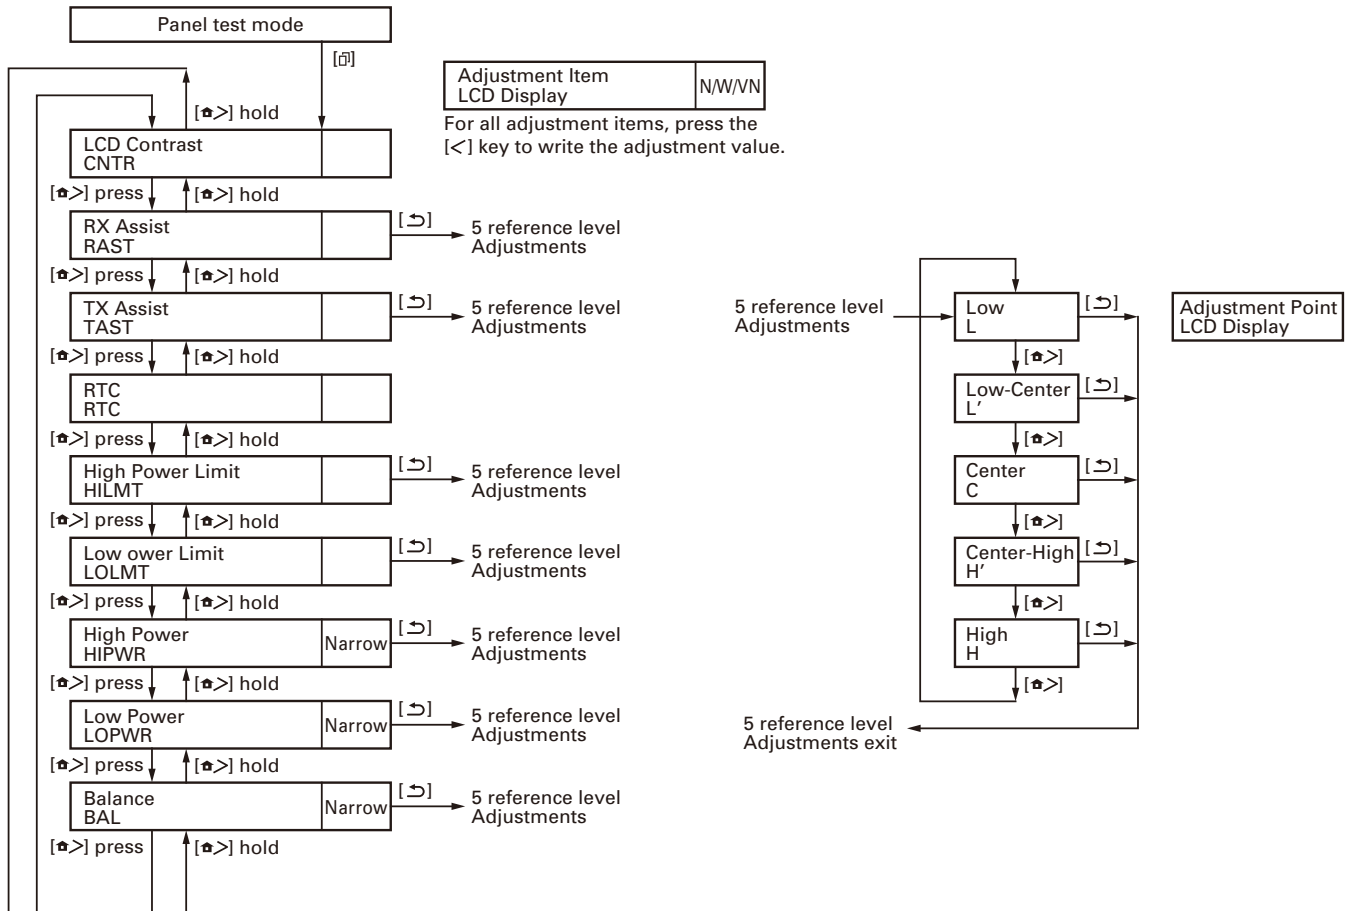 Panel test mode
[⧉]
Adjustment Item
LCD Display
N/W/VN
For all adjustment items, press the
[<] key to write the adjustment value.
[🏠>] hold
LCD Contrast
CNTR
[🏠>] press
[🏠>] hold
RX Assist
RAST
[⮌]
5 reference level
Adjustments
[🏠>] press
[🏠>] hold
TX Assist
TAST
[⮌]
5 reference level
Adjustments
[🏠>] press
[🏠>] hold
RTC
RTC
[🏠>] press
[🏠>] hold
High Power Limit
HILMT
[⮌]
5 reference level
Adjustments
[🏠>] press
[🏠>] hold
Low ower Limit
LOLMT
[⮌]
5 reference level
Adjustments
[🏠>] press
[🏠>] hold
High Power
HIPWR
Narrow
[⮌]
5 reference level
Adjustments
[🏠>] press
[🏠>] hold
Low Power
LOPWR
Narrow
[⮌]
5 reference level
Adjustments
[🏠>] press
[🏠>] hold
Balance
BAL
Narrow
[⮌]
5 reference level
Adjustments
[🏠>] press
[🏠>] hold
5 reference level
Adjustments
Low
L
[⮌]
[🏠>]
Low-Center
L′
[⮌]
[🏠>]
Center
C
[⮌]
[🏠>]
Center-High
H′
[⮌]
[🏠>]
High
H
[⮌]
[🏠>]
5 reference level
Adjustments exit
Adjustment Point
LCD Display